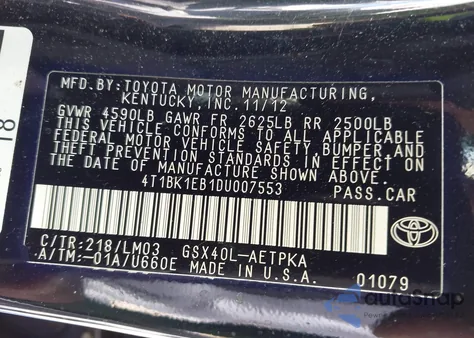 MFD.BY:TOYOTA MOTOR MANUFACTURING,
KENTUCKY, INC. 11/12
GVWR 4590LB GAWR FR 2625LB RR 2500LB
THIS VEHICLE CONFORMS TO ALL APPLICABLE
FEDERAL MOTOR VEHICLE SAFETY, BUMPER AND
THEFT PREVENTION STANDARDS IN EFFECT ON
THE DATE OF MANUFACTURE SHOWN ABOVE.
4T1BK1EB1DU007553 PASS.CAR
C/TR:218/LM03 GSX40L-AETPKA
A/TM:-01A/U660E MADE IN U.S.A. 01079
TOYOTA
autoSnap